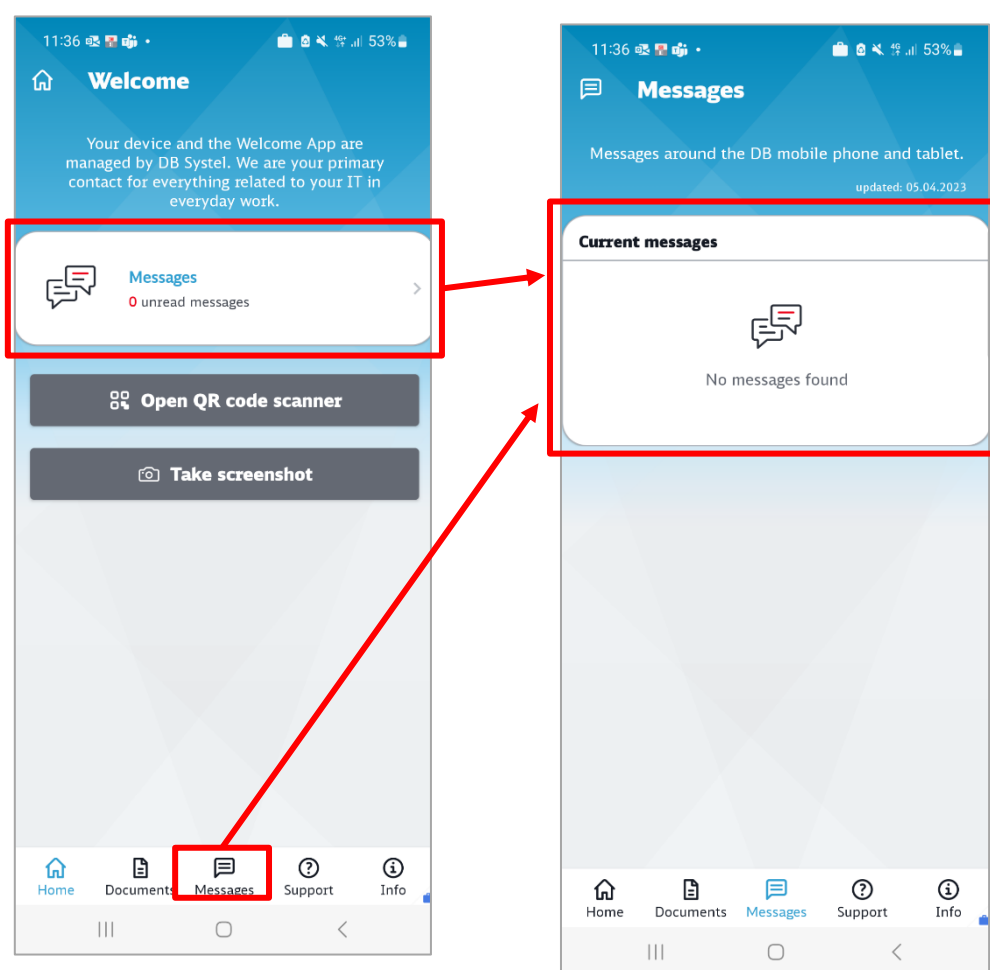 11:36
53%
Welcome
Your device and the Welcome App are
managed by DB Systel. We are your primary
contact for everything related to your IT in
everyday work.
Messages
0 unread messages
Open QR code scanner
Take screenshot
Home Documents Messages Support Info
11:36
53%
Messages
Messages around the DB mobile phone and tablet.
updated: 05.04.2023
Current messages
No messages found
Home Documents Messages Support Info